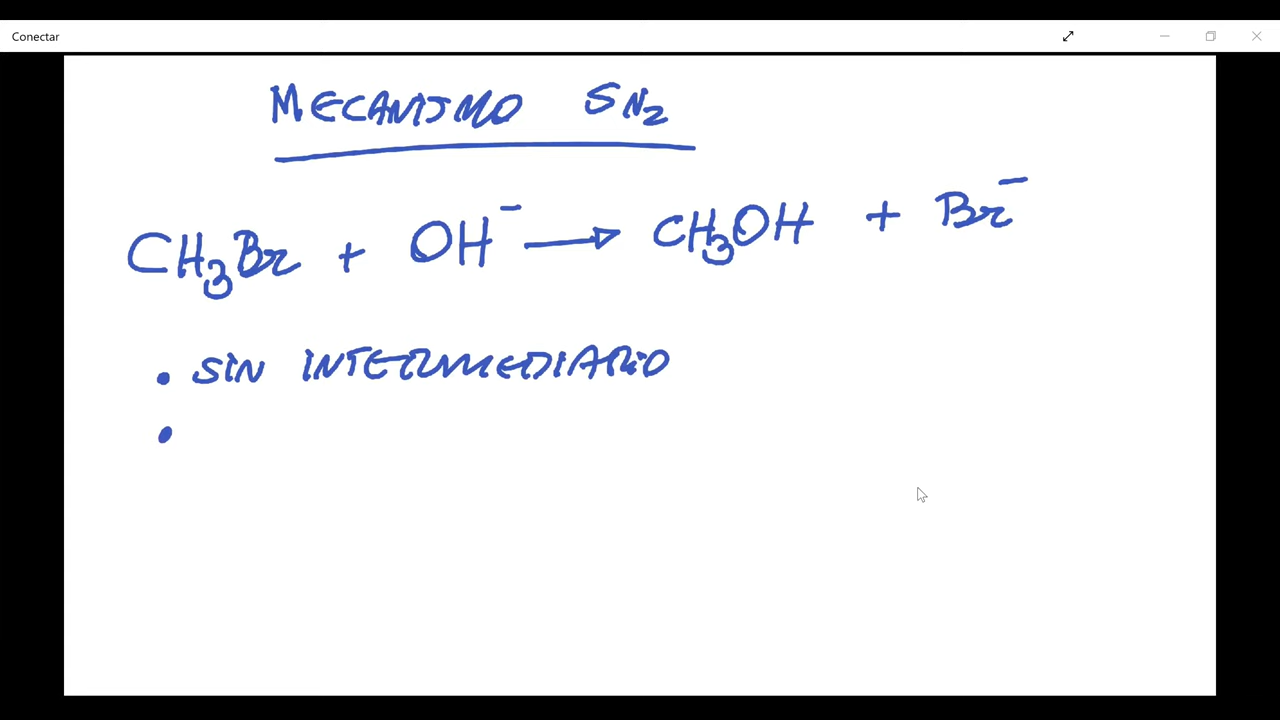 Conectar
MECANISMO SN2
CH3Br + OH⁻ → CH3OH + Br⁻
• SIN INTERMEDIARIO
•